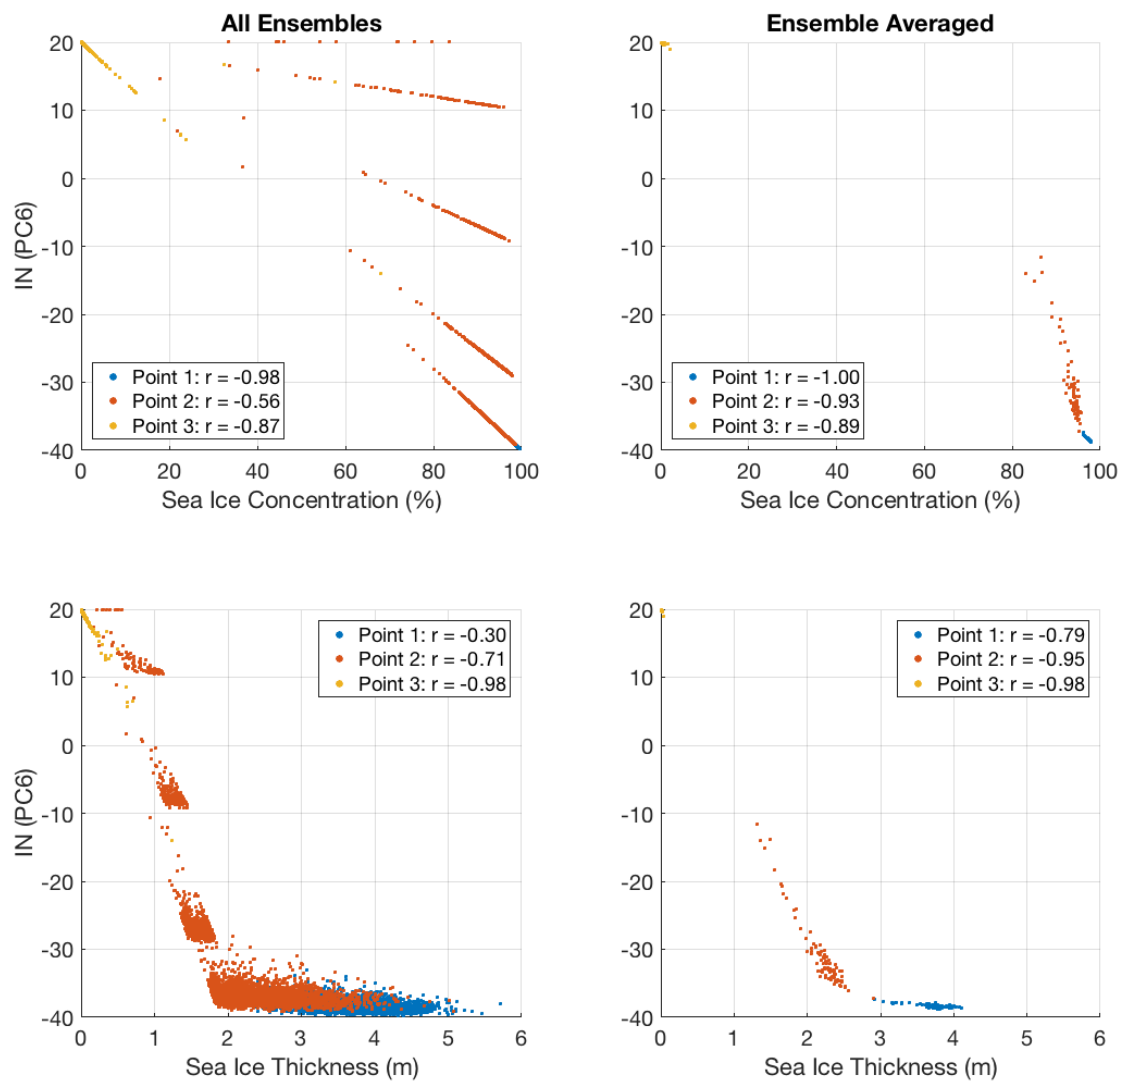 All Ensembles
Ensemble Averaged
20
10
0
-10
-20
-30
-40
IN (PC6)
Point 1: r = -0.98
Point 2: r = -0.56
Point 3: r = -0.87
0 20 40 60 80 100
Sea Ice Concentration (%)
20
10
0
-10
-20
-30
-40
Point 1: r = -1.00
Point 2: r = -0.93
Point 3: r = -0.89
0 20 40 60 80 100
Sea Ice Concentration (%)
20
10
0
-10
-20
-30
-40
IN (PC6)
Point 1: r = -0.30
Point 2: r = -0.71
Point 3: r = -0.98
0 1 2 3 4 5 6
Sea Ice Thickness (m)
20
10
0
-10
-20
-30
-40
Point 1: r = -0.79
Point 2: r = -0.95
Point 3: r = -0.98
0 1 2 3 4 5 6
Sea Ice Thickness (m)